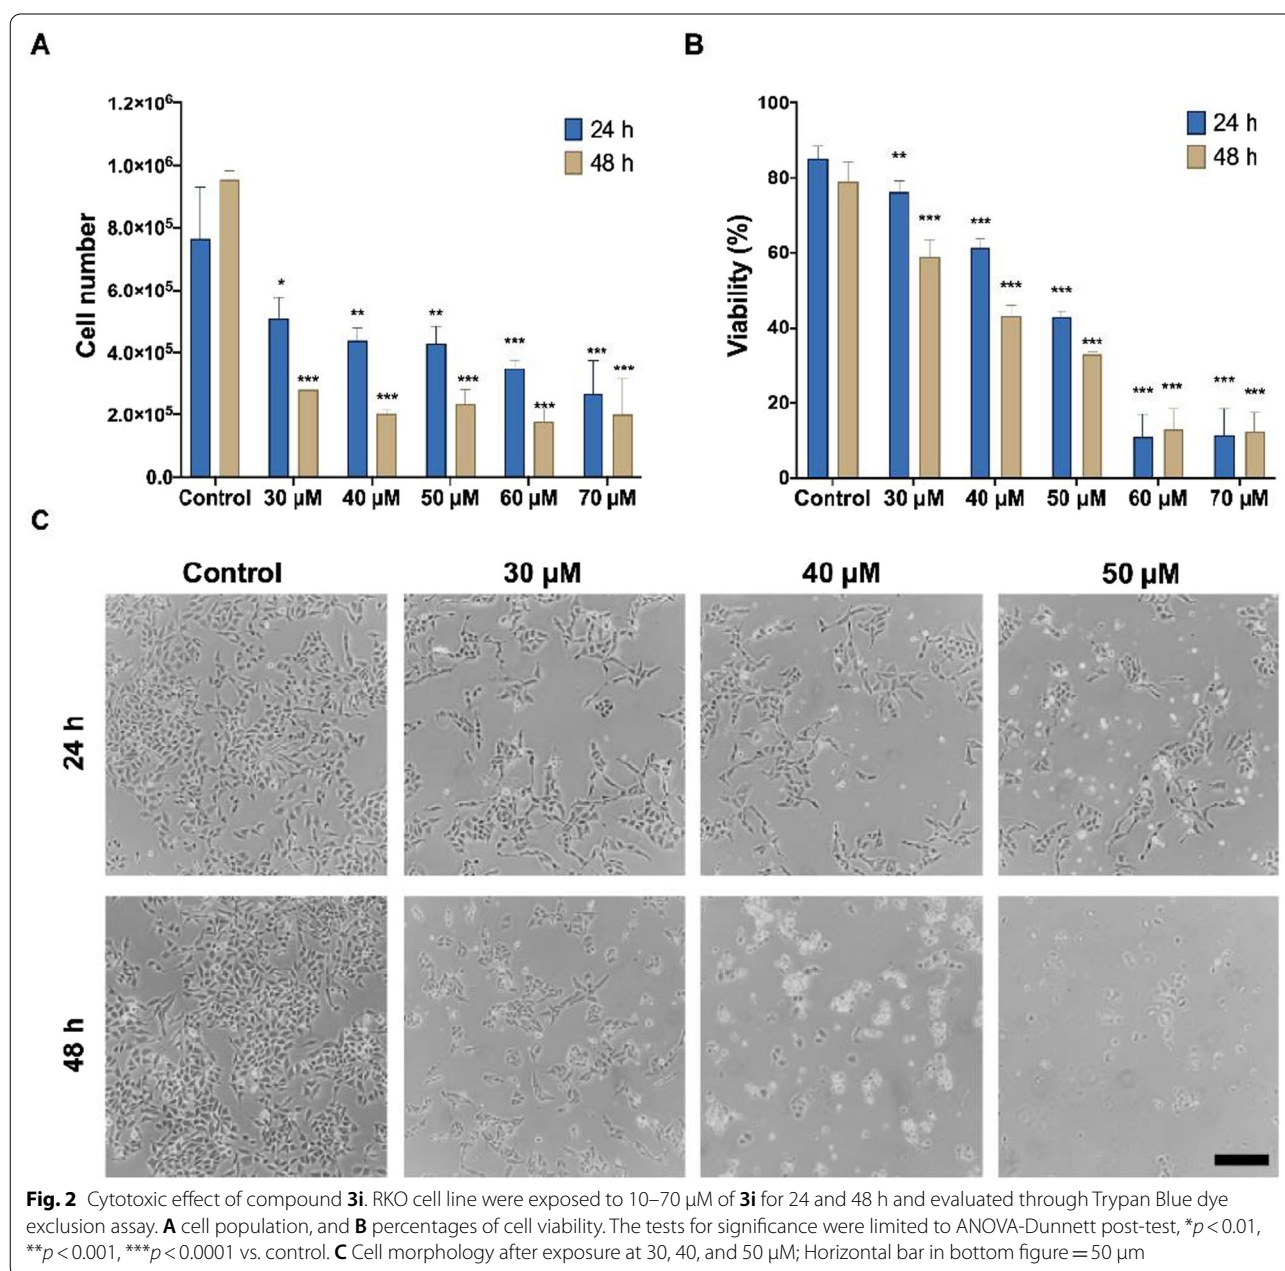 A
B
1.2×10⁶
1.0×10⁶
8.0×10⁵
6.0×10⁵
4.0×10⁵
2.0×10⁵
0.0
Cell number
24 h
48 h
*
***
**
***
**
***
***
***
***
***
Control 30 µM 40 µM 50 µM 60 µM 70 µM
100
80
60
40
20
0
Viability (%)
24 h
48 h
**
***
***
***
***
***
***
***
***
***
Control 30 µM 40 µM 50 µM 60 µM 70 µM
C
Control 30 µM 40 µM 50 µM
24 h
48 h
Fig. 2 Cytotoxic effect of compound 3i. RKO cell line were exposed to 10–70 µM of 3i for 24 and 48 h and evaluated through Trypan Blue dye
exclusion assay. A cell population, and B percentages of cell viability. The tests for significance were limited to ANOVA-Dunnett post-test, *p < 0.01,
**p < 0.001, ***p < 0.0001 vs. control. C Cell morphology after exposure at 30, 40, and 50 µM; Horizontal bar in bottom figure = 50 µm